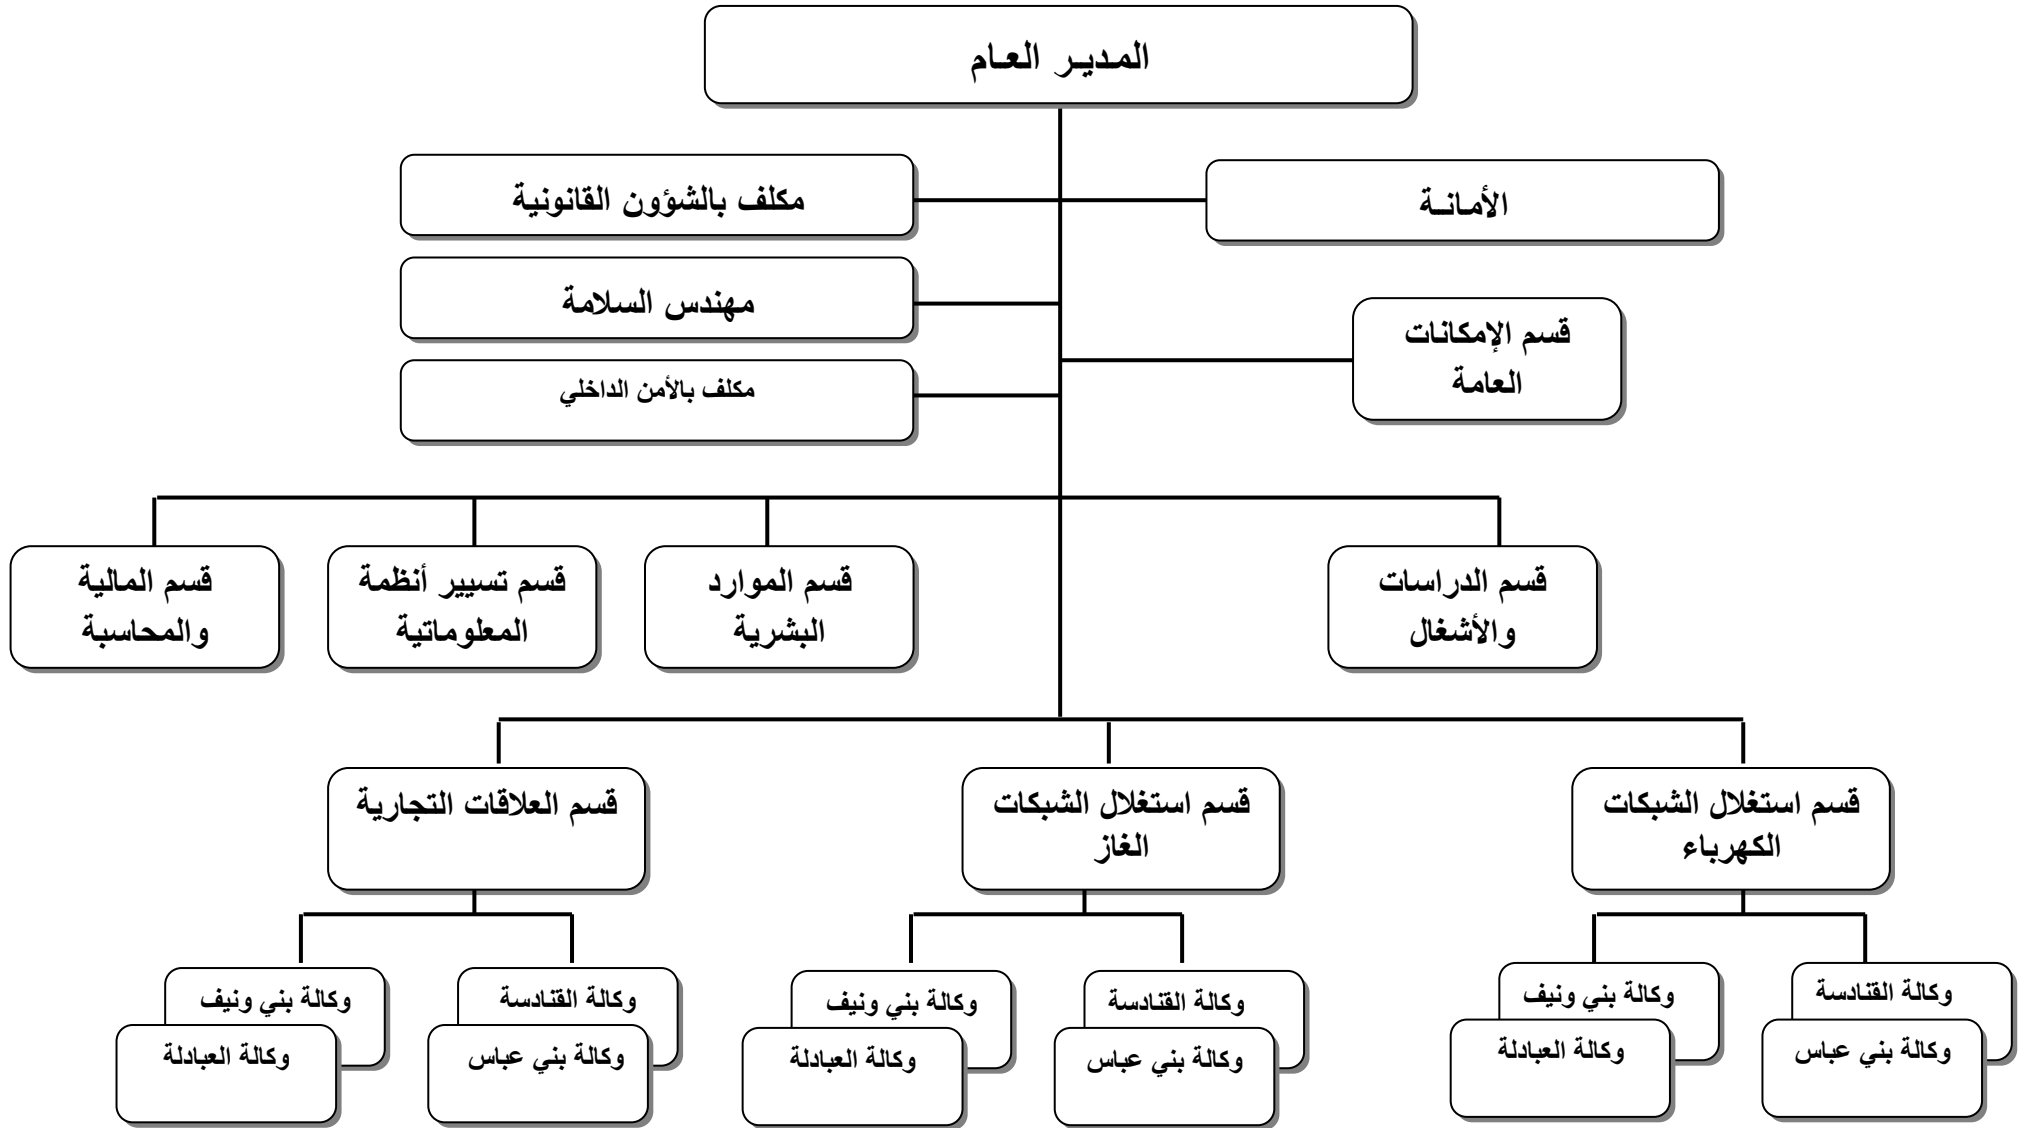 المدير العام
الأمانة
مكلف بالشؤون القانونية
مهندس السلامة
قسم الإمكانات
العامة
مكلف بالأمن الداخلي
قسم الدراسات
والأشغال
قسم الموارد
البشرية
قسم تسيير أنظمة
المعلوماتية
قسم المالية
والمحاسبة
قسم استغلال الشبكات
الكهرباء
قسم استغلال الشبكات
الغاز
قسم العلاقات التجارية
وكالة القنادسة
وكالة بني عباس
وكالة بني ونيف
وكالة العبادلة
وكالة القنادسة
وكالة بني عباس
وكالة بني ونيف
وكالة العبادلة
وكالة القنادسة
وكالة بني عباس
وكالة بني ونيف
وكالة العبادلة